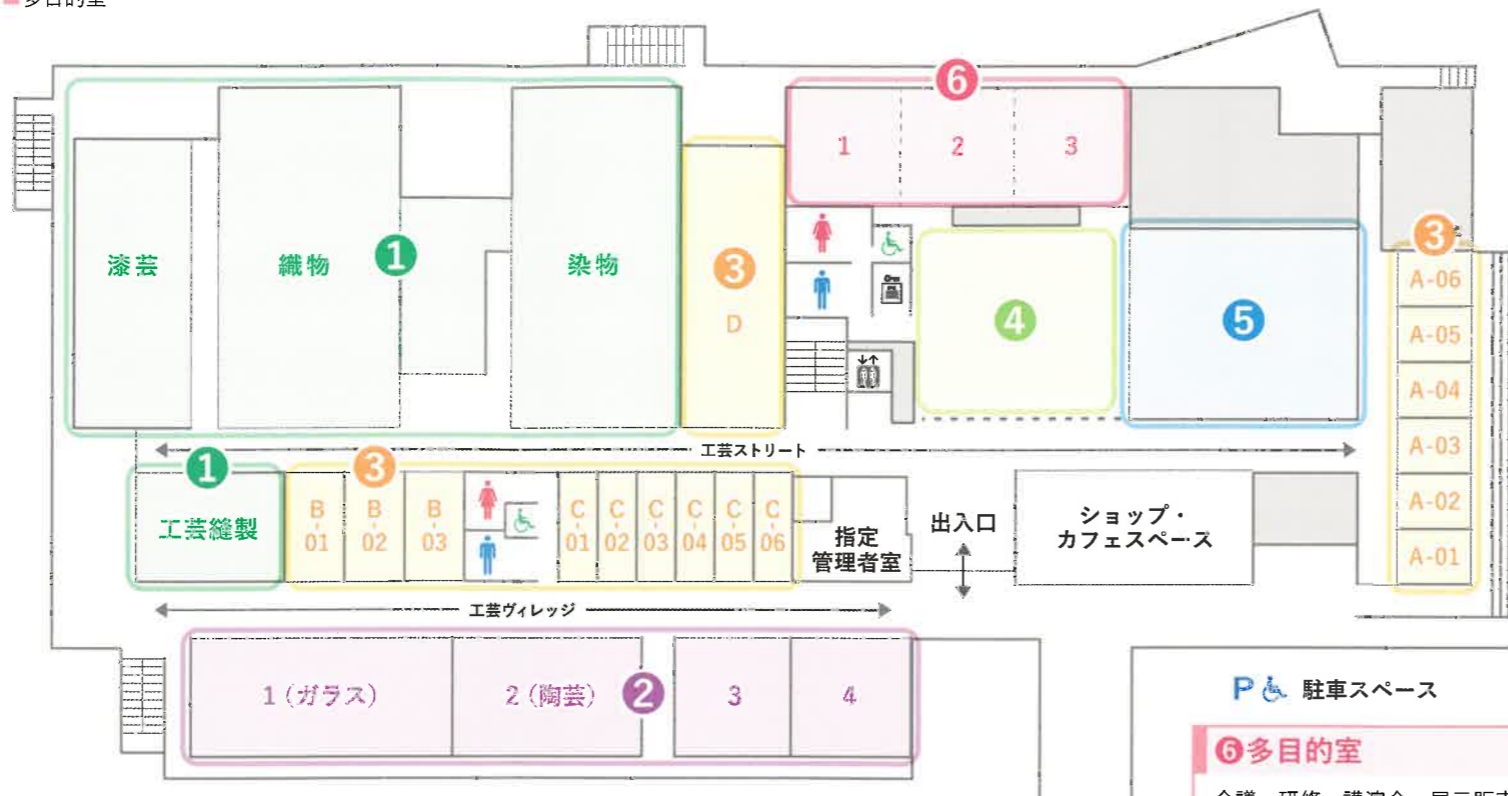 多目的室
6
1
2
3
漆芸
織物
1
染物
3
D
4
5
3
A-06
A-05
A-04
A-03
A-02
A-01
工芸ストリート
1
工芸縫製
3
B-01
B-02
B-03
C-01
C-02
C-03
C-04
C-05
C-06
指定
管理者室
出入口
ショップ・
カフェスペース
工芸ヴィレッジ
1(ガラス)
2(陶芸)
2
3
4
P 駐車スペース
6多目的室